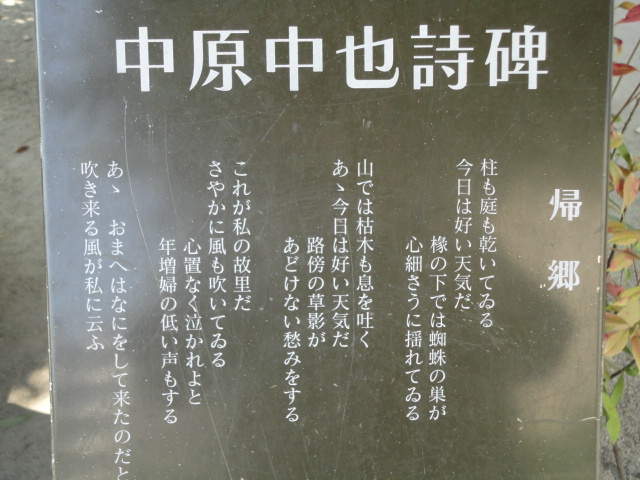 中原中也詩碑
帰郷
柱も庭も乾いてゐる
今日は好い天気だ
椽の下では蜘蛛の巣が
心細さうに揺れてゐる
山では枯木も息を吐く
あゝ今日は好い天気だ
路傍の草影が
あどけない愁みをする
これが私の故里だ
さやかに風も吹いてゐる
心置なく泣かれよと
年増婦の低い声もする
あゝ　おまへはなにをして来たのだと
吹き来る風が私に云ふ